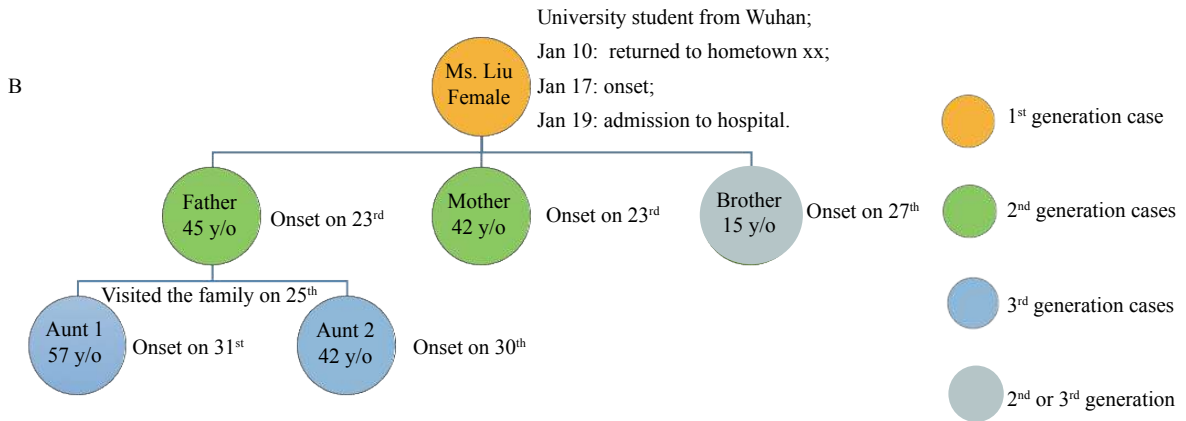 B
University student from Wuhan;
Jan 10: returned to hometown xx;
Jan 17: onset;
Jan 19: admission to hospital.
Ms. Liu
Female
Father
45 y/o
Onset on 23rd
Mother
42 y/o
Onset on 23rd
Brother
15 y/o
Onset on 27th
Visited the family on 25th
Aunt 1
57 y/o
Onset on 31st
Aunt 2
42 y/o
Onset on 30th
1st generation case
2nd generation cases
3rd generation cases
2nd or 3rd generation